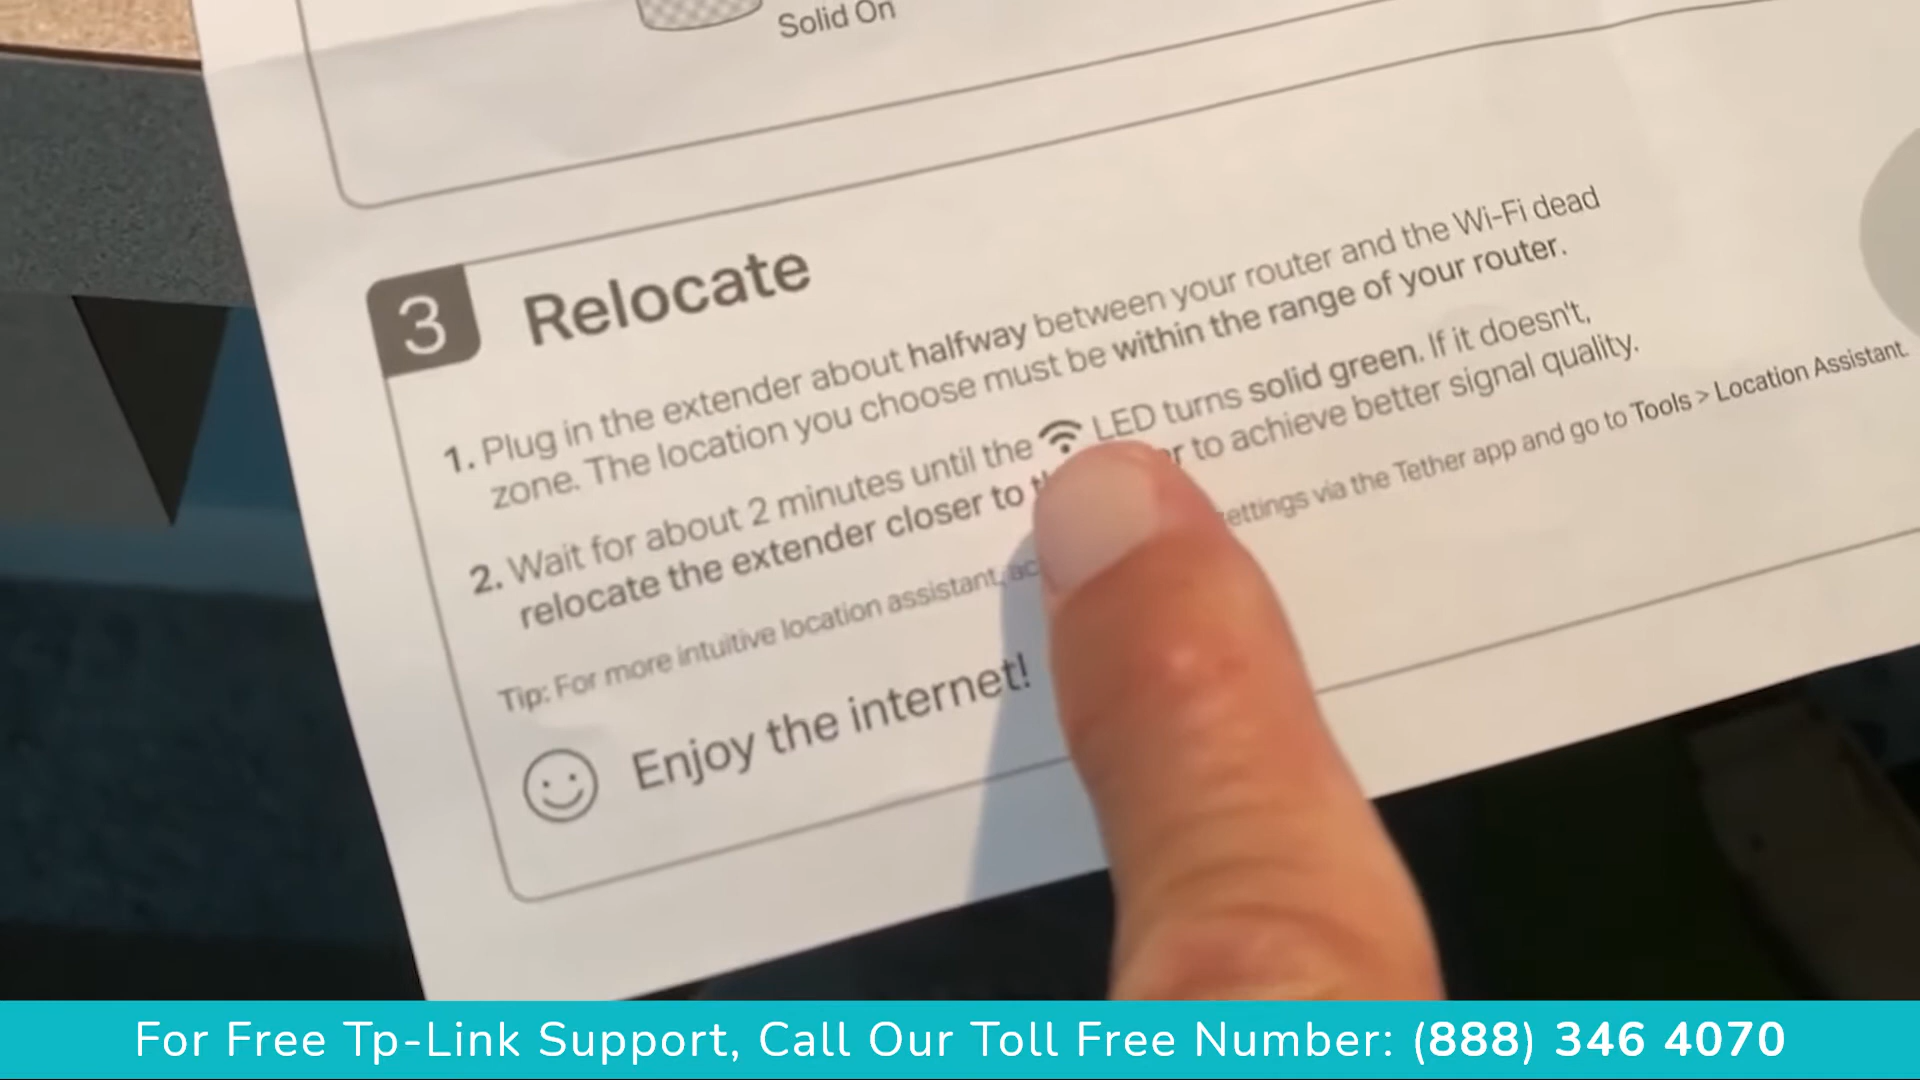 Solid On
3 Relocate
1. Plug in the extender about halfway between your router and the Wi-Fi dead
zone. The location you choose must be within the range of your router.
2. Wait for about 2 minutes until the LED turns solid green. If it doesn't,
relocate the extender closer to to achieve better signal quality.
Tip: For more intuitive location assistant, via the Tether app and go to Tools > Location Assistant.
Enjoy the internet!
For Free Tp-Link Support, Call Our Toll Free Number: (888) 346 4070